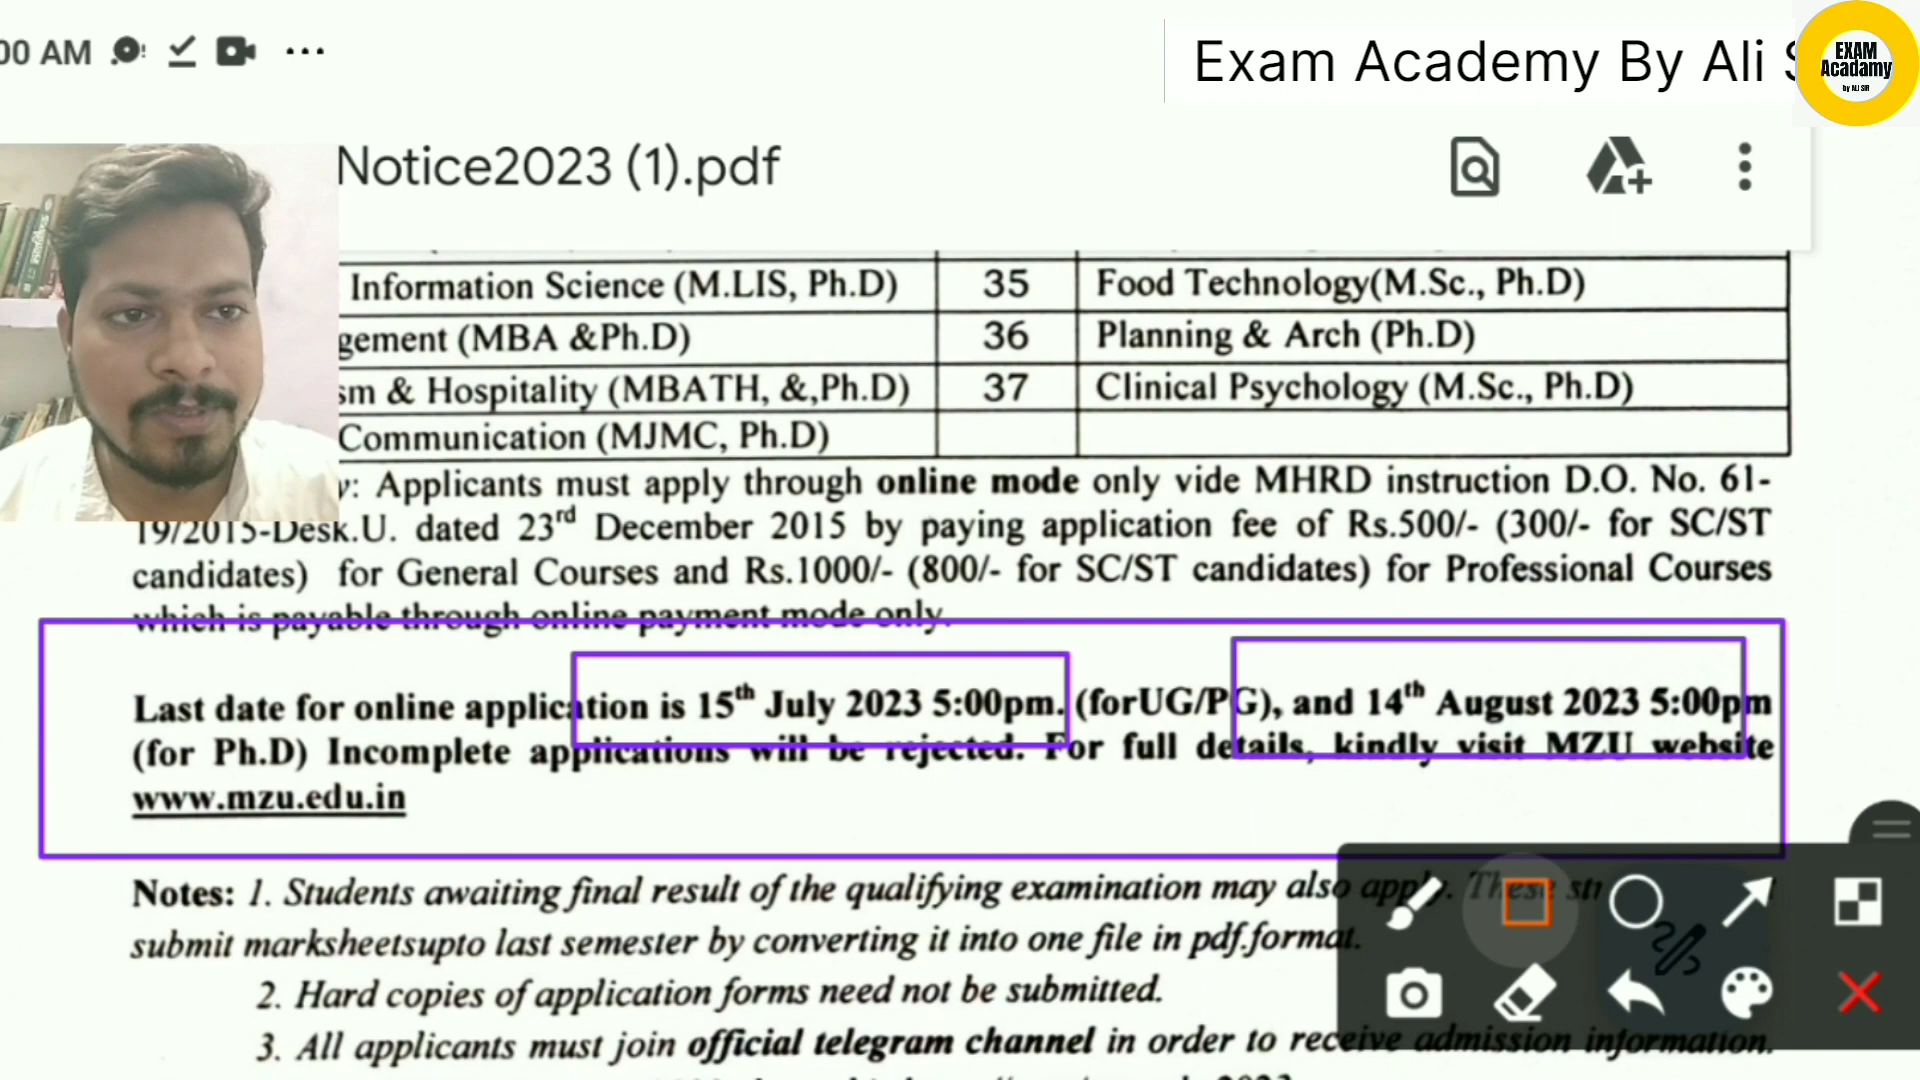 00 AM
Exam Academy By Ali S
EXAM
Acadamy
by ALI SIR
Notice2023 (1).pdf
Information Science (M.LIS, Ph.D) 35 Food Technology(M.Sc., Ph.D)
gement (MBA &Ph.D) 36 Planning & Arch (Ph.D)
sm & Hospitality (MBATH, &,Ph.D) 37 Clinical Psychology (M.Sc., Ph.D)
Communication (MJMC, Ph.D)
y: Applicants must apply through online mode only vide MHRD instruction D.O. No. 61-
19/2015-Desk.U. dated 23rd December 2015 by paying application fee of Rs.500/- (300/- for SC/ST
candidates) for General Courses and Rs.1000/- (800/- for SC/ST candidates) for Professional Courses
which is payable through online payment mode only.
Last date for online application is 15th July 2023 5:00pm. (forUG/PG), and 14th August 2023 5:00pm
(for Ph.D) Incomplete applications will be rejected. For full details, kindly visit MZU website
www.mzu.edu.in
Notes: 1. Students awaiting final result of the qualifying examination may also apply. These
submit marksheetsupto last semester by converting it into one file in pdf.format.
2. Hard copies of application forms need not be submitted.
3. All applicants must join official telegram channel in order to receive admission information.